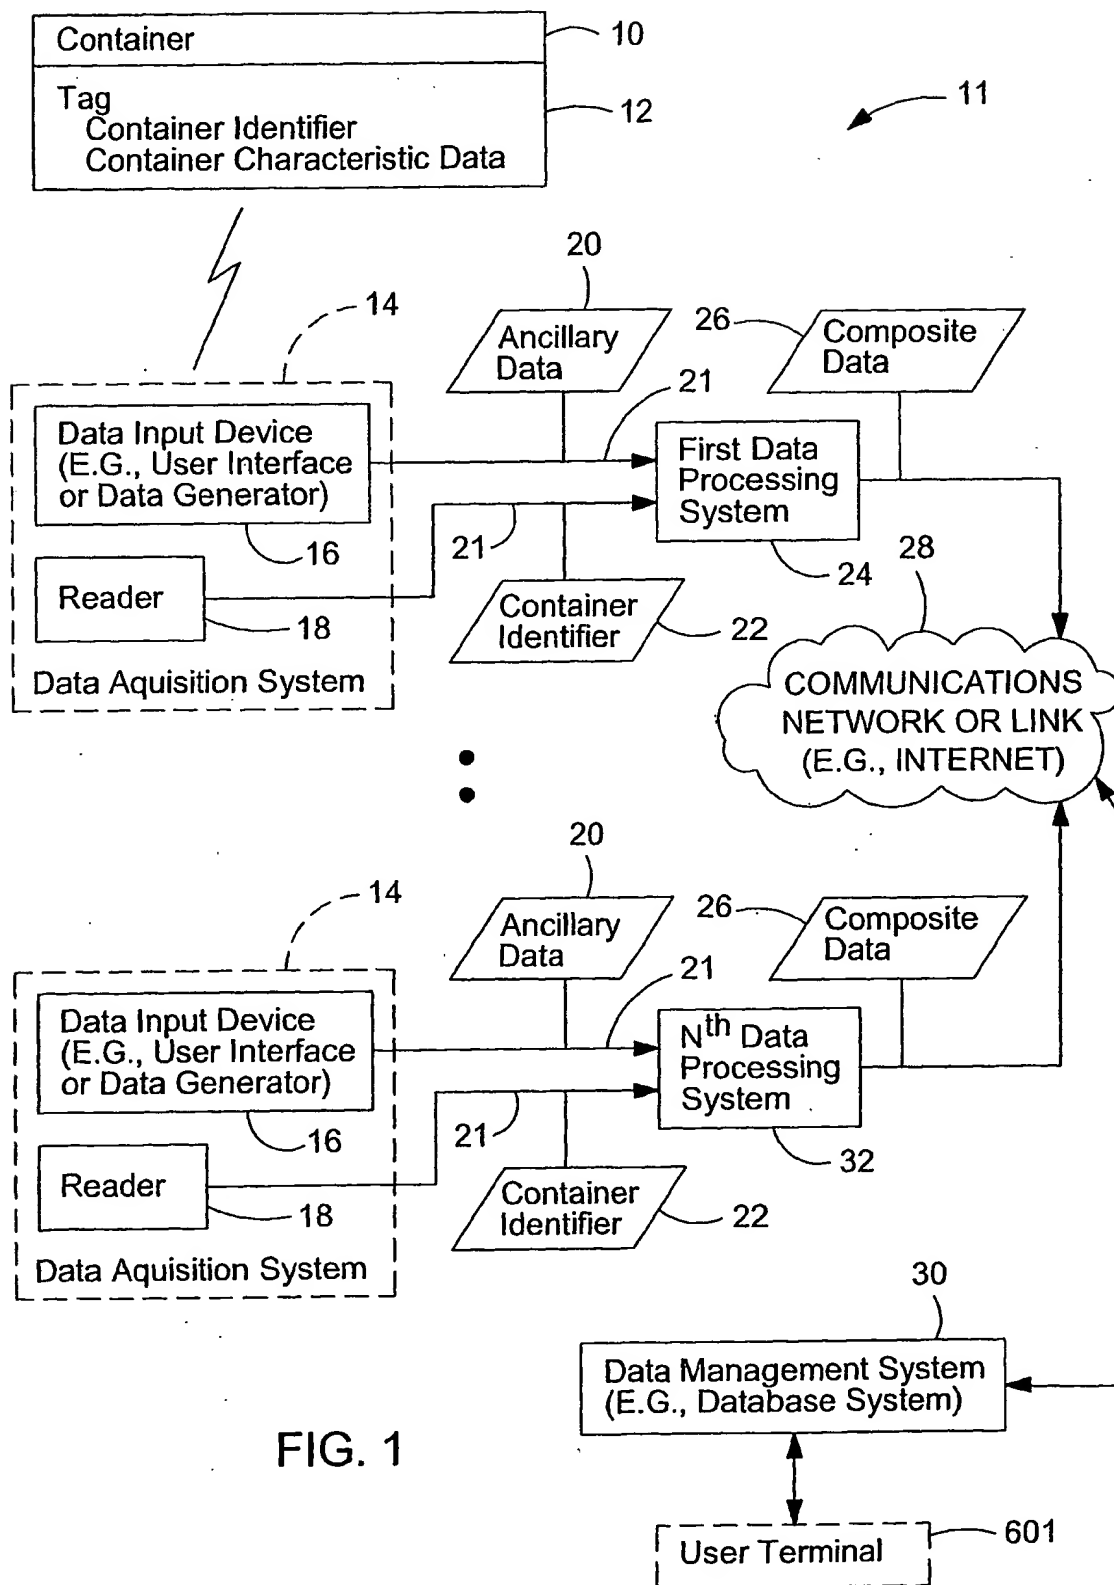 Container
10
Tag
Container Identifier
Container Characteristic Data
12
11
14
20
Ancillary
Data
21
26
Composite
Data
Data Input Device
(E.G., User Interface
or Data Generator)
16
Reader
18
Data Aquisition System
21
Container
Identifier
22
First Data
Processing
System
24
28
COMMUNICATIONS
NETWORK OR LINK
(E.G., INTERNET)
14
20
Ancillary
Data
21
26
Composite
Data
Data Input Device
(E.G., User Interface
or Data Generator)
16
Reader
18
Data Aquisition System
21
Container
Identifier
22
Nth Data
Processing
System
32
30
Data Management System
(E.G., Database System)
FIG. 1
User Terminal
601